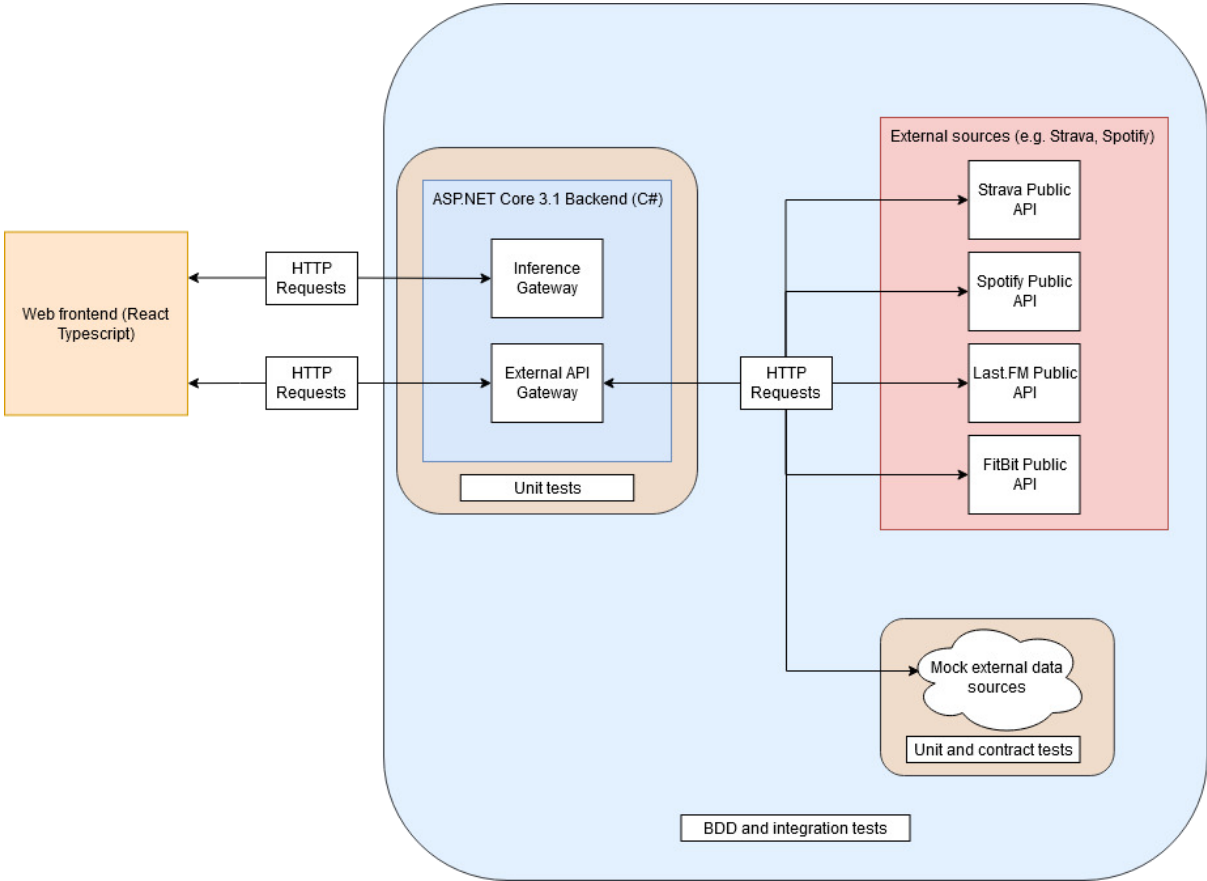 External sources (e.g. Strava, Spotify)
Strava Public
API
ASP.NET Core 3.1 Backend (C#)
HTTP
Requests
Inference
Gateway
Spotify Public
API
Web frontend (React
Typescript)
HTTP
Requests
External API
Gateway
HTTP
Requests
Last.FM Public
API
FitBit Public
API
Unit tests
Mock external data
sources
Unit and contract tests
BDD and integration tests